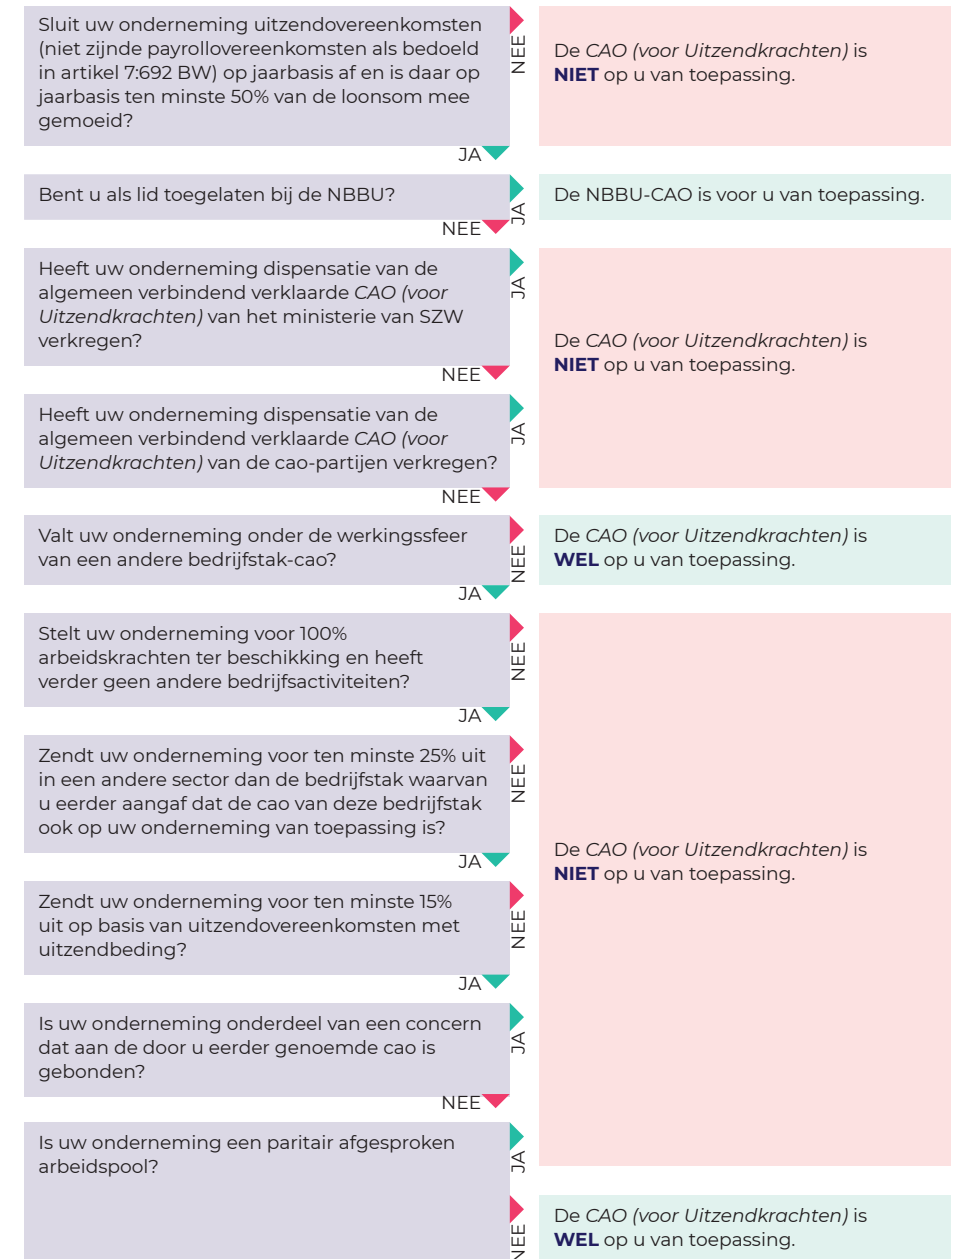 Sluit uw onderneming uitzendovereenkomsten
(niet zijnde payrollovereenkomsten als bedoeld
in artikel 7:692 BW) op jaarbasis af en is daar op
jaarbasis ten minste 50% van de loonsom mee
gemoeid?
NEE
De CAO (voor Uitzendkrachten) is
NIET op u van toepassing.
JA
Bent u als lid toegelaten bij de NBBU?
JA
De NBBU-CAO is voor u van toepassing.
NEE
Heeft uw onderneming dispensatie van de
algemeen verbindend verklaarde CAO (voor
Uitzendkrachten) van het ministerie van SZW
verkregen?
JA
De CAO (voor Uitzendkrachten) is
NIET op u van toepassing.
NEE
Heeft uw onderneming dispensatie van de
algemeen verbindend verklaarde CAO (voor
Uitzendkrachten) van de cao-partijen verkregen?
JA
NEE
Valt uw onderneming onder de werkingssfeer
van een andere bedrijfstak-cao?
NEE
De CAO (voor Uitzendkrachten) is
WEL op u van toepassing.
JA
Stelt uw onderneming voor 100%
arbeidskrachten ter beschikking en heeft
verder geen andere bedrijfsactiviteiten?
NEE
JA
Zendt uw onderneming voor ten minste 25% uit
in een andere sector dan de bedrijfstak waarvan
u eerder aangaf dat de cao van deze bedrijfstak
ook op uw onderneming van toepassing is?
NEE
De CAO (voor Uitzendkrachten) is
NIET op u van toepassing.
JA
Zendt uw onderneming voor ten minste 15%
uit op basis van uitzendovereenkomsten met
uitzendbeding?
NEE
JA
Is uw onderneming onderdeel van een concern
dat aan de door u eerder genoemde cao is
gebonden?
JA
NEE
Is uw onderneming een paritair afgesproken
arbeidspool?
JA
NEE
De CAO (voor Uitzendkrachten) is
WEL op u van toepassing.